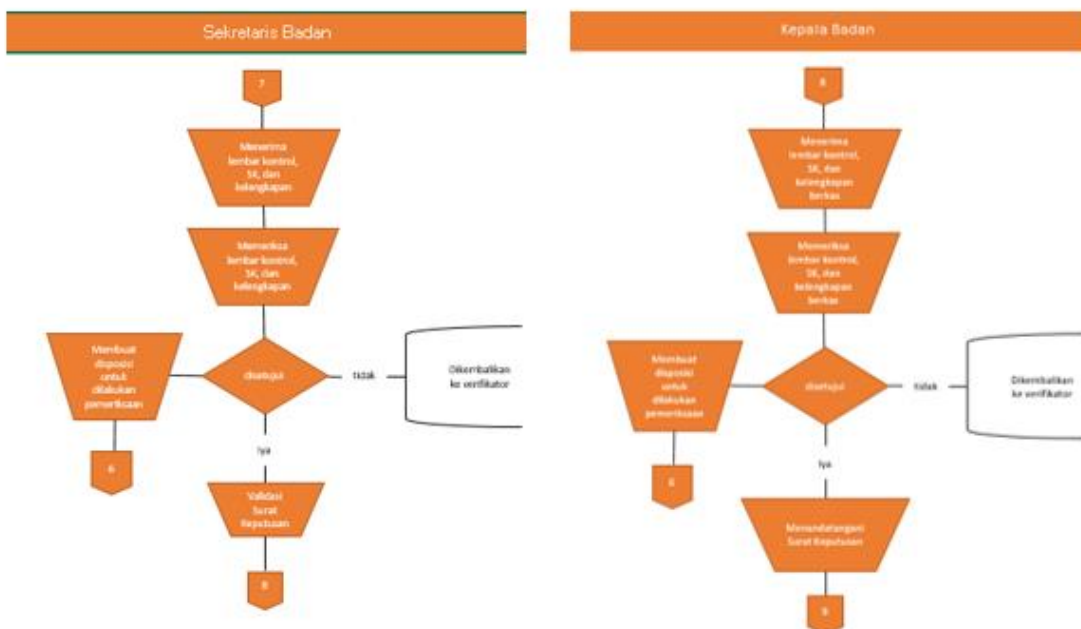 Sekretaris Badan
7
Menerima
lembar kontrol,
SK, dan
kelengkapan
Memeriksa
lembar kontrol,
SK, dan
kelengkapan
Membuat
disposisi
untuk
dilakukan
pemeriksaan
disetujui
tidak
Dikembalikan
ke verifikator
6
Iya
Validasi
Surat
Keputusan
8
Kepala Badan
8
Menerima
lembar kontrol,
SK, dan
kelengkapan
berkas
Memeriksa
lembar kontrol,
SK, dan
kelengkapan
berkas
Membuat
disposisi
untuk
dilakukan
pemeriksaan
disetujui
tidak
Dikembalikan
ke verifikator
Iya
Menandatangani
Surat Keputusan
9